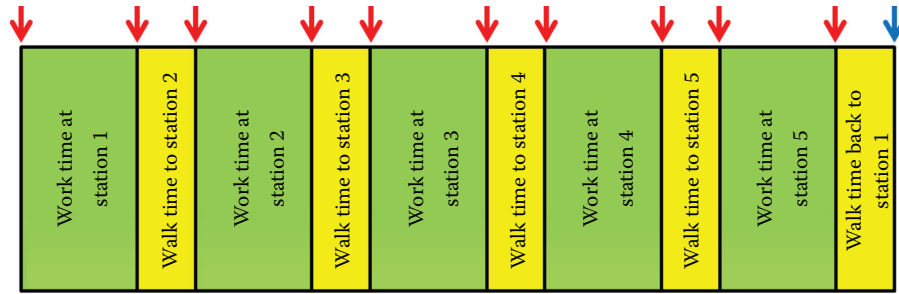 Work time at
station 1
Walk time to station 2
Work time at
station 2
Walk time to station 3
Work time at
station 3
Walk time to station 4
Work time at
station 4
Walk time to station 5
Work time at
station 5
Walk time back to
station 1